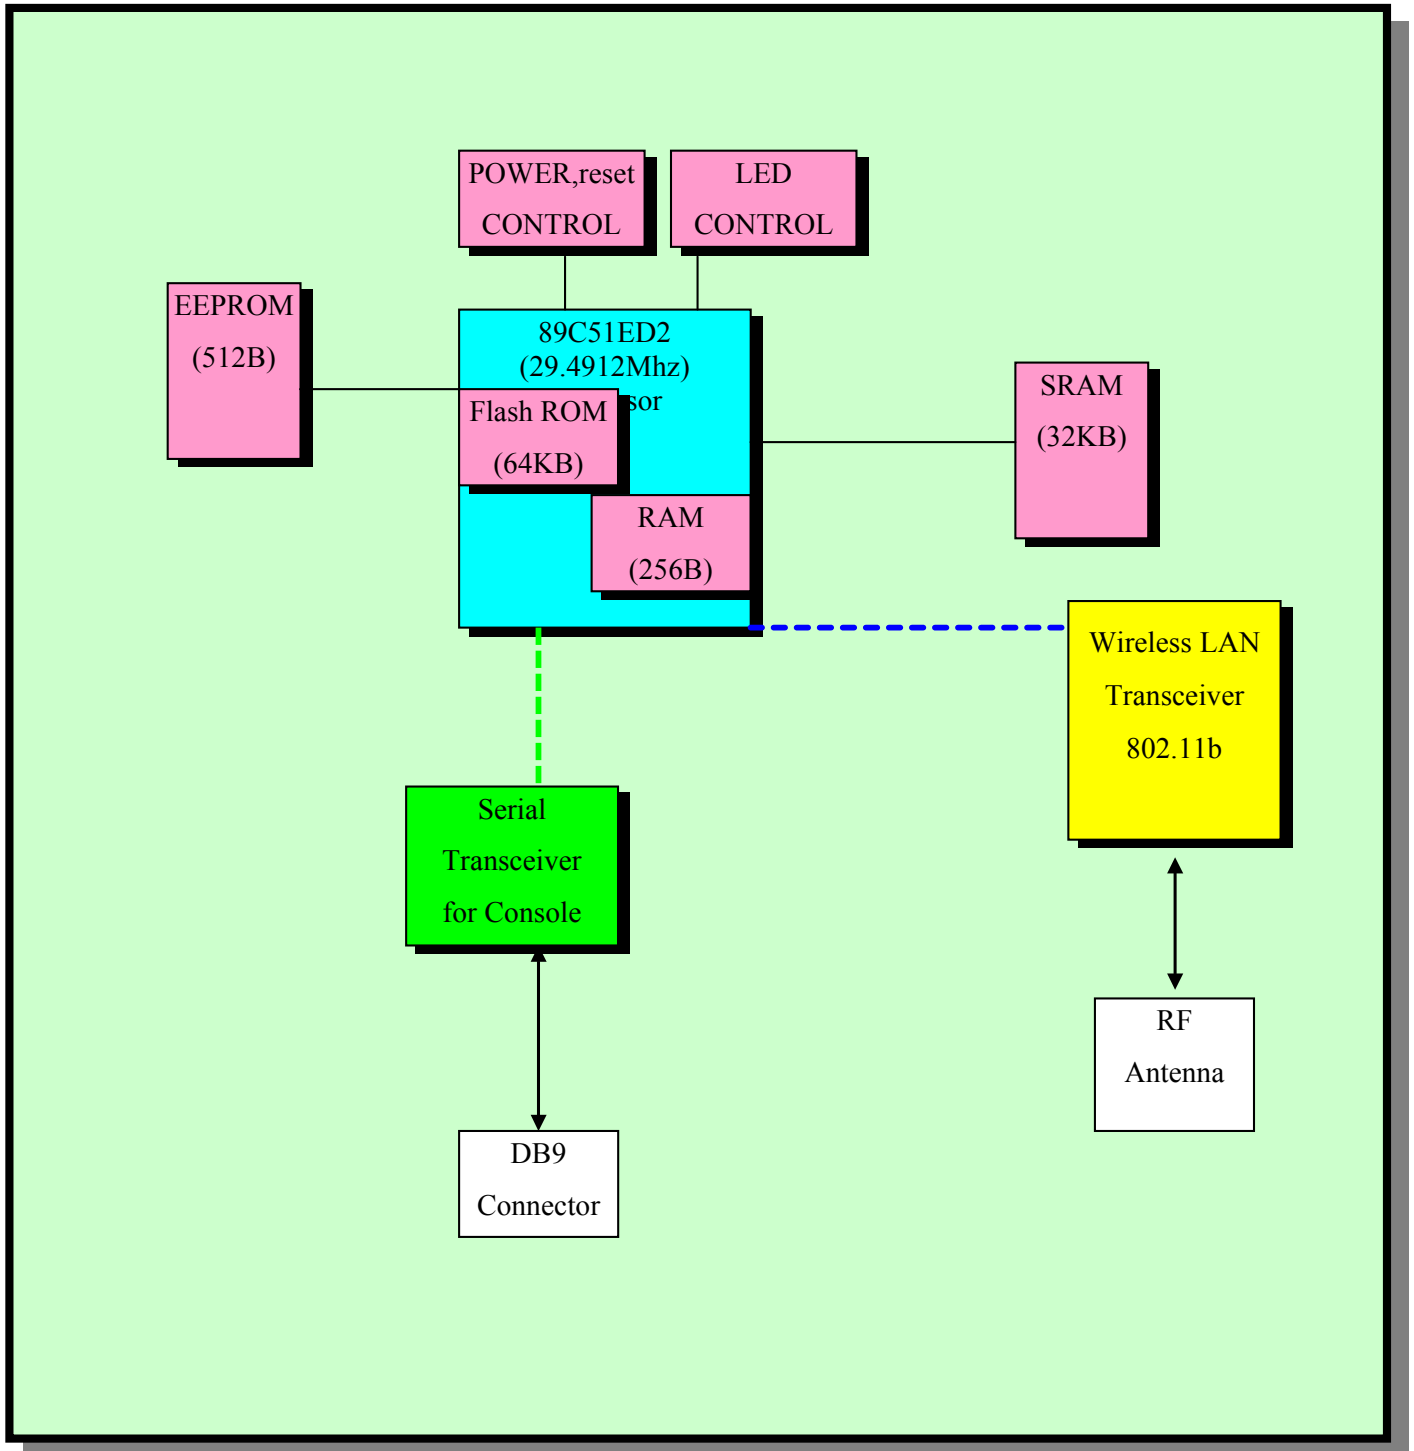 POWER,reset
CONTROL
LED
CONTROL
EEPROM
(512B)
89C51ED2
(29.4912Mhz)
sor
Flash ROM
(64KB)
RAM
(256B)
SRAM
(32KB)
Wireless LAN
Transceiver
802.11b
Serial
Transceiver
for Console
RF
Antenna
DB9
Connector